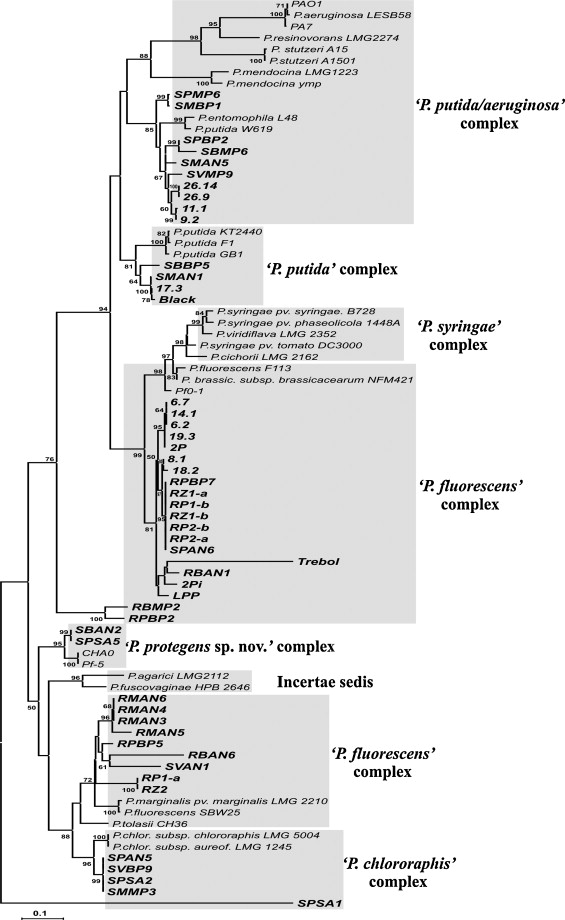 PAO1
71
P.aeruginosa LESB58
100
PA7
95
P.resinovorans LMG2274
98
P. stutzeri A15
88
100
P.stutzeri A1501
P.mendocina LMG1223
100
P.mendocina ymp
99
SPMP6
SMBP1
'P. putida/aeruginosa'
complex
P.entomophila L48
99
85
P.putida W619
99
SPBP2
SBMP6
SMAN5
67
SVMP9
100
26.14
26.9
60
11.1
99
9.2
82
P.putida KT2440
100
P.putida F1
P.putida GB1
81
SBBP5
'P. putida' complex
64
SMAN1
100
17.3
78
Black
94
84
P.syringae pv. syringae. B728
99
P.syringae pv. phaseolicola 1448A
P.viridiflava LMG 2352
'P. syringae'
complex
98
P.syringae pv. tomato DC3000
97
P.cichorii LMG 2162
P.fluorescens F113
98
83
P. brassic. subsp. brassicacearum NFM421
Pf0-1
6.7
64
14.1
6.2
95
19.3
99
50
2P
8.1
18.2
76
RPBP7
'P. fluorescens'
complex
RZ1-a
RP1-b
RZ1-b
95
81
RP2-b
RP2-a
SPAN6
Trebol
RBAN1
2Pi
LPP
RBMP2
100
RPBP2
99
SBAN2
95
SPSA5
'P. protegens sp. nov.' complex
CHA0
100
Pf-5
96
P.agarici LMG2112
P.fuscovaginae HPB 2646
Incertae sedis
50
RMAN6
68
RMAN4
96
RMAN3
RMAN5
RPBP5
RBAN6
'P. fluorescens'
complex
61
SVAN1
72
RP1-a
100
RZ2
P.marginalis pv. marginalis LMG 2210
100
P.fluorescens SBW25
P.tolasii CH36
88
100
P.chlor. subsp. chlororaphis LMG 5004
P.chlor. subsp. aureof. LMG 1245
96
SPAN5
'P. chlororaphis'
complex
SVBP9
99
SPSA2
SMMP3
SPSA1
0.1